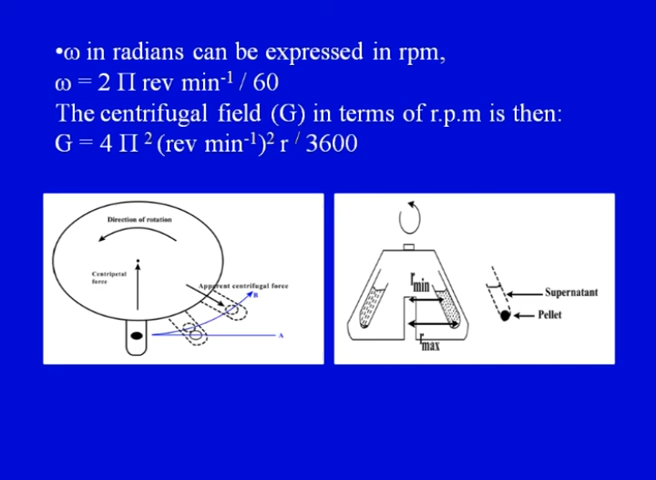 •ω in radians can be expressed in rpm,
ω = 2 Π rev min⁻¹ / 60
The centrifugal field (G) in terms of r.p.m is then:
G = 4 Π ² (rev min⁻¹)² r / 3600
Direction of rotation
Centripetal
force
Apparent centrifugal force
B
A
rmin
rmax
Supernatant
Pellet